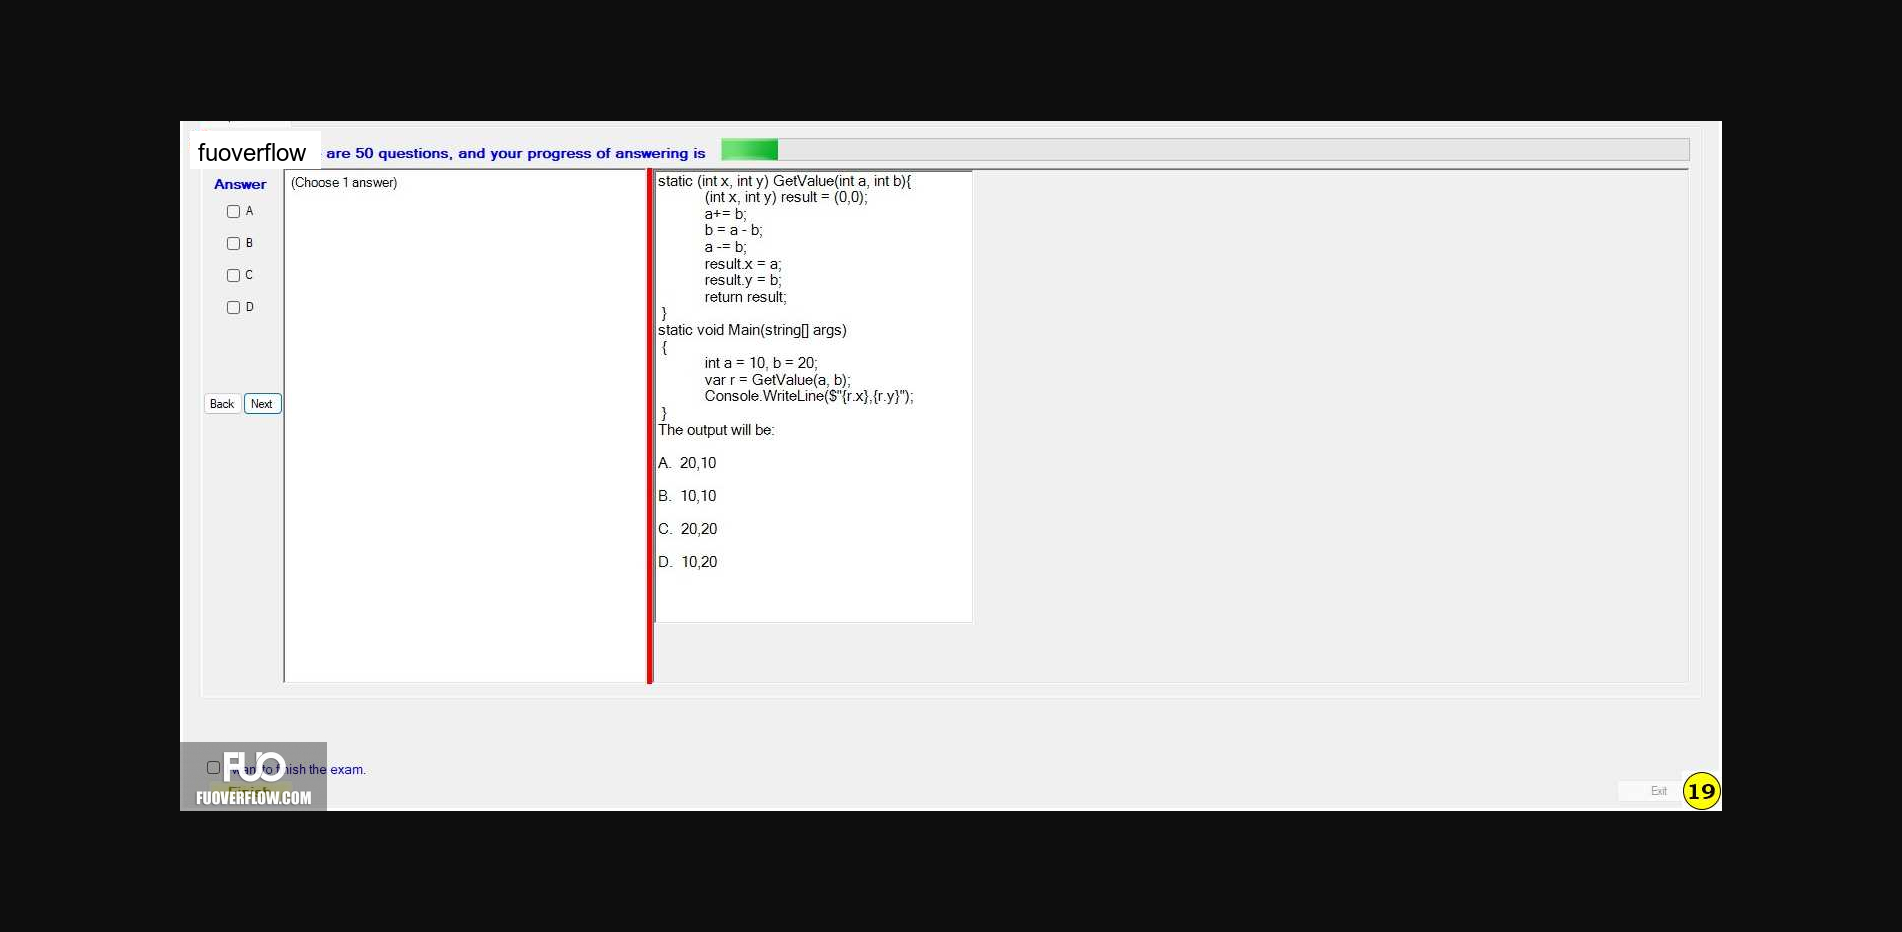 fuoverflow are 50 questions, and your progress of answering is
Answer
A
B
C
D
Back Next
(Choose 1 answer)
static (int x, int y) GetValue(int a, int b){
(int x, int y) result = (0,0);
a+= b;
b = a - b;
a -= b;
result.x = a;
result.y = b;
return result;
}
static void Main(string[] args)
{
int a = 10, b = 20;
var r = GetValue(a, b);
Console.WriteLine($"{r.x},{r.y}");
}
The output will be:
A. 20,10
B. 10,10
C. 20,20
D. 10,20
FUO
to finish the exam.
Finish
FUOVERFLOW.COM
Exit
19